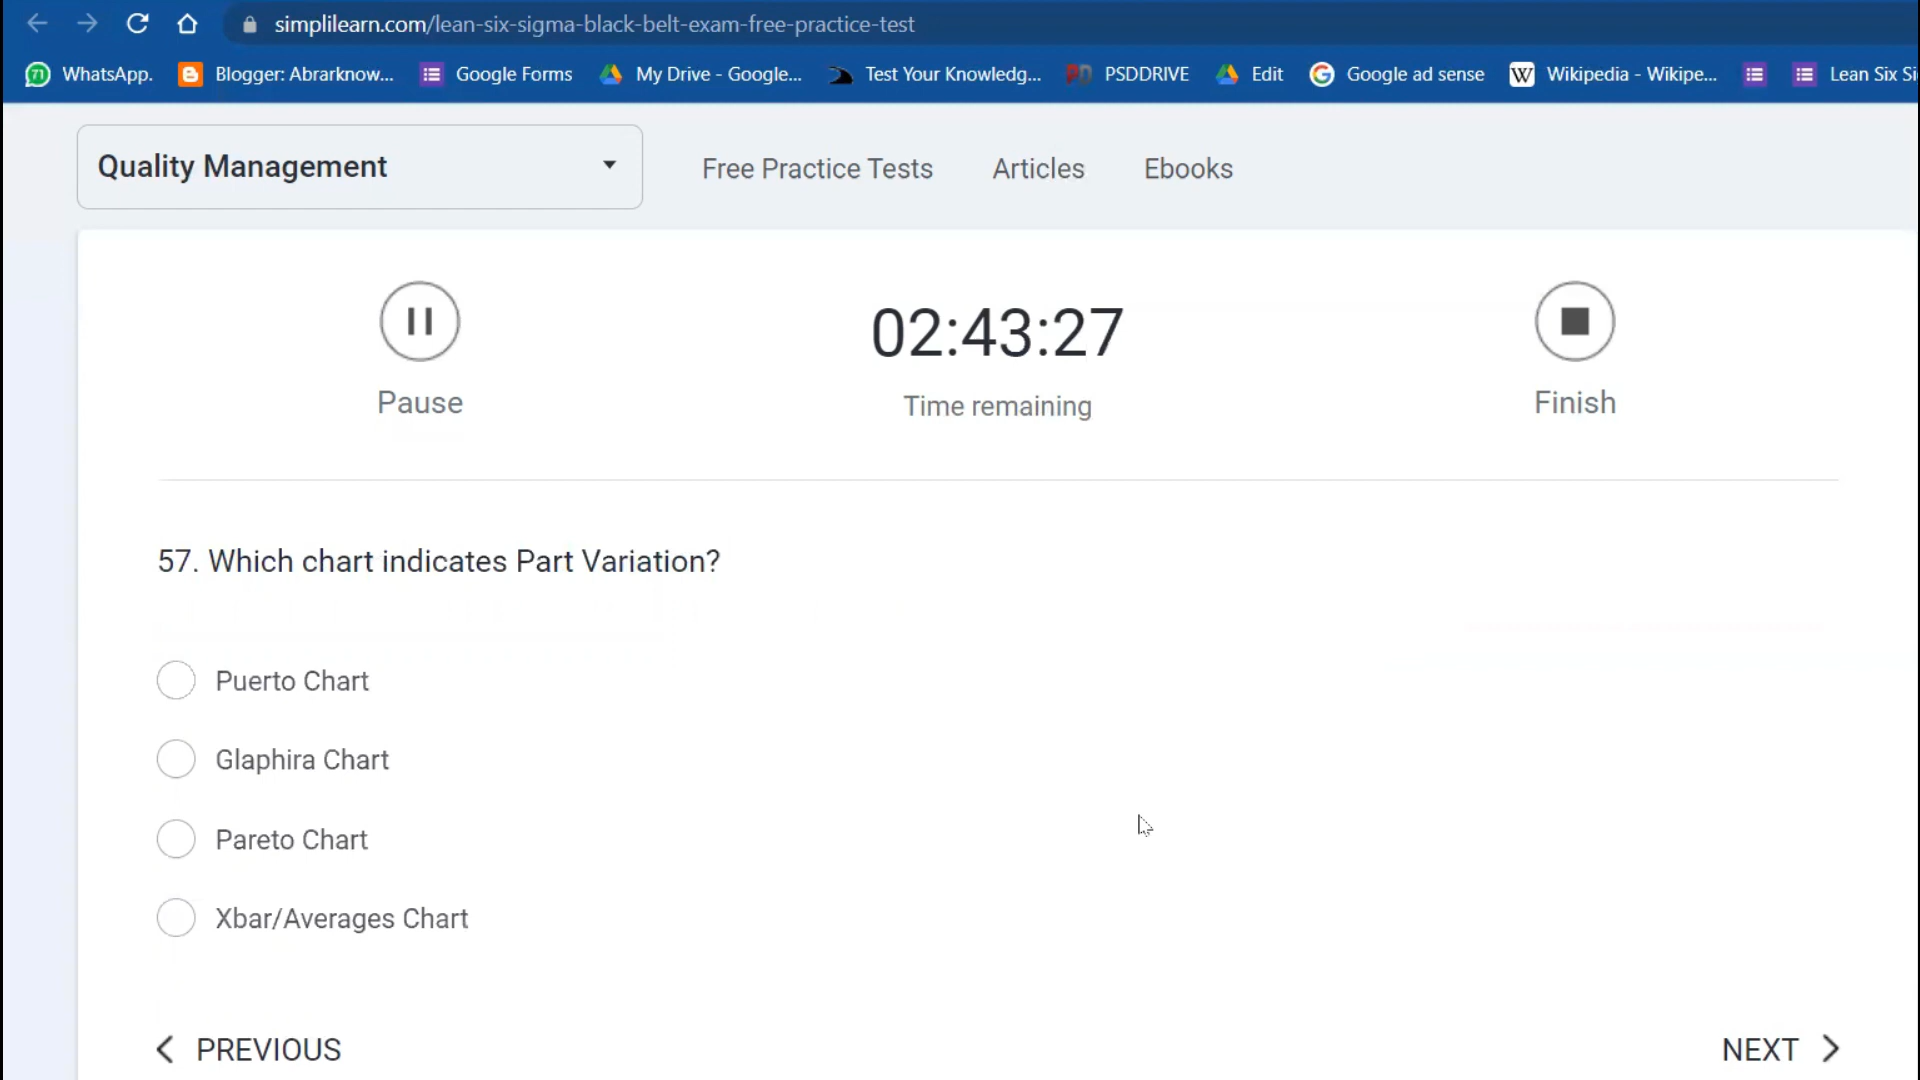 simplilearn.com/lean-six-sigma-black-belt-exam-free-practice-test
71 WhatsApp. Blogger: Abrarknow... Google Forms My Drive - Google... Test Your Knowledg... PD PSDDRIVE Edit G Google ad sense W Wikipedia - Wikipe... Lean Six Si
Quality Management Free Practice Tests Articles Ebooks
02:43:27
Pause Time remaining Finish
57. Which chart indicates Part Variation?
Puerto Chart
Glaphira Chart
Pareto Chart
Xbar/Averages Chart
PREVIOUS NEXT